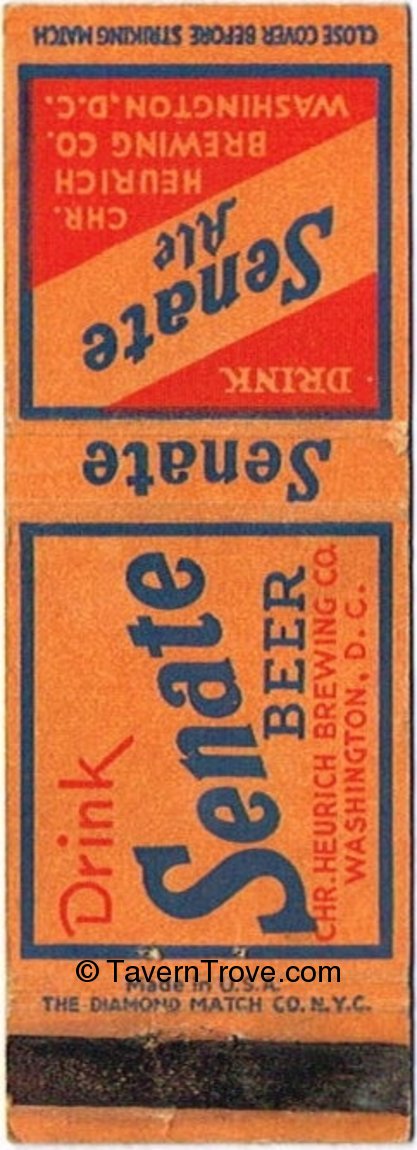 CLOSE COVER BEFORE STRIKING MATCH
DRINK
Senate
Ale
CHR.
HEURICH
BREWING CO.
WASHINGTON, D.C.
Senate
Drink
Senate
BEER
CHR. HEURICH BREWING CO.
WASHINGTON, D. C.
© TavernTrove.com
Made in U.S.A.
THE DIAMOND MATCH CO. N.Y.C.